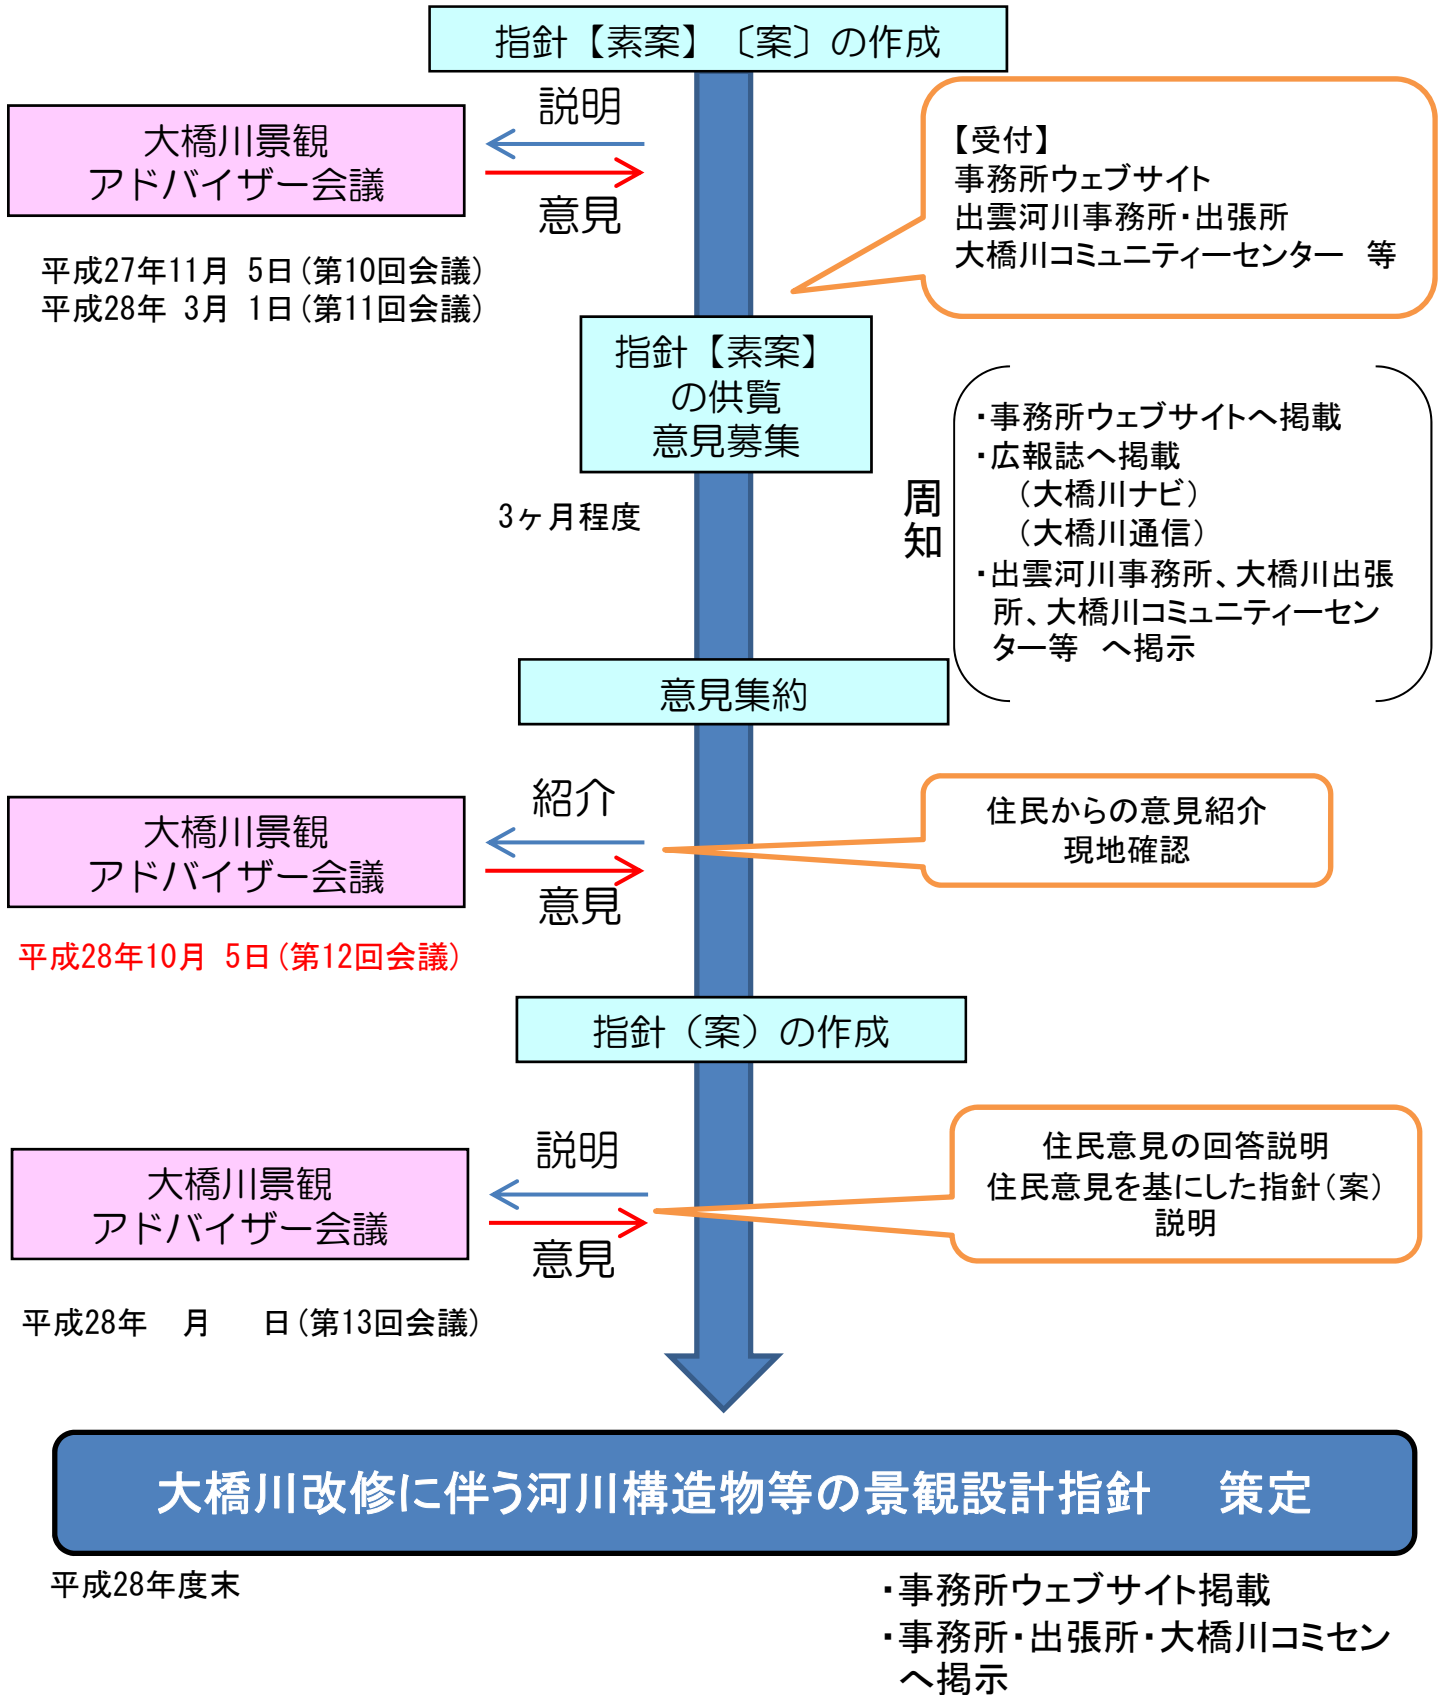 指針【素案】〔案〕の作成
説明
大橋川景観
アドバイザー会議
意見
平成27年11月 5日(第10回会議)
平成28年 3月 1日(第11回会議)
【受付】
事務所ウェブサイト
出雲河川事務所・出張所
大橋川コミュニティーセンター　等
指針【素案】
の供覧
意見募集
3ヶ月程度
周知
・事務所ウェブサイトへ掲載
・広報誌へ掲載
（大橋川ナビ）
（大橋川通信）
・出雲河川事務所、大橋川出張
所、大橋川コミュニティーセン
ター等　へ掲示
意見集約
紹介
大橋川景観
アドバイザー会議
意見
平成28年10月 5日(第12回会議)
住民からの意見紹介
現地確認
指針（案）の作成
説明
大橋川景観
アドバイザー会議
意見
平成28年　月　日(第13回会議)
住民意見の回答説明
住民意見を基にした指針(案)
説明
大橋川改修に伴う河川構造物等の景観設計指針　策定
平成28年度末
・事務所ウェブサイト掲載
・事務所・出張所・大橋川コミセン
へ掲示